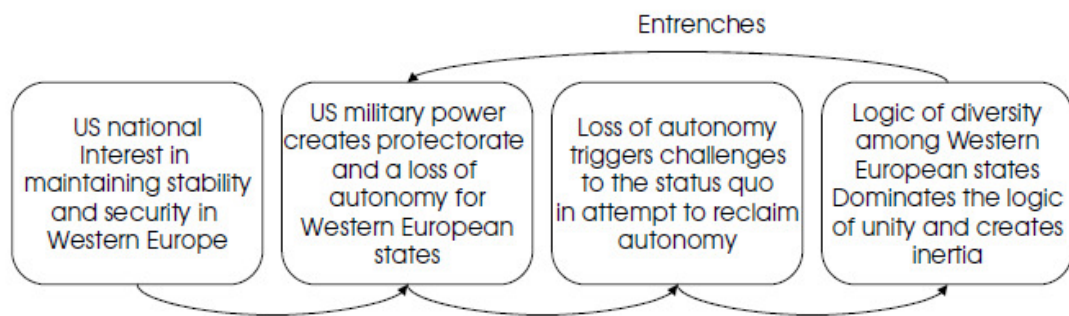 Entrenches
US national
Interest in
maintaining stability
and security in
Western Europe
US military power
creates protectorate
and a loss of
autonomy for
Western European
states
Loss of autonomy
triggers challenges
to the status quo
in attempt to reclaim
autonomy
Logic of diversity
among Western
European states
Dominates the logic
of unity and creates
inertia